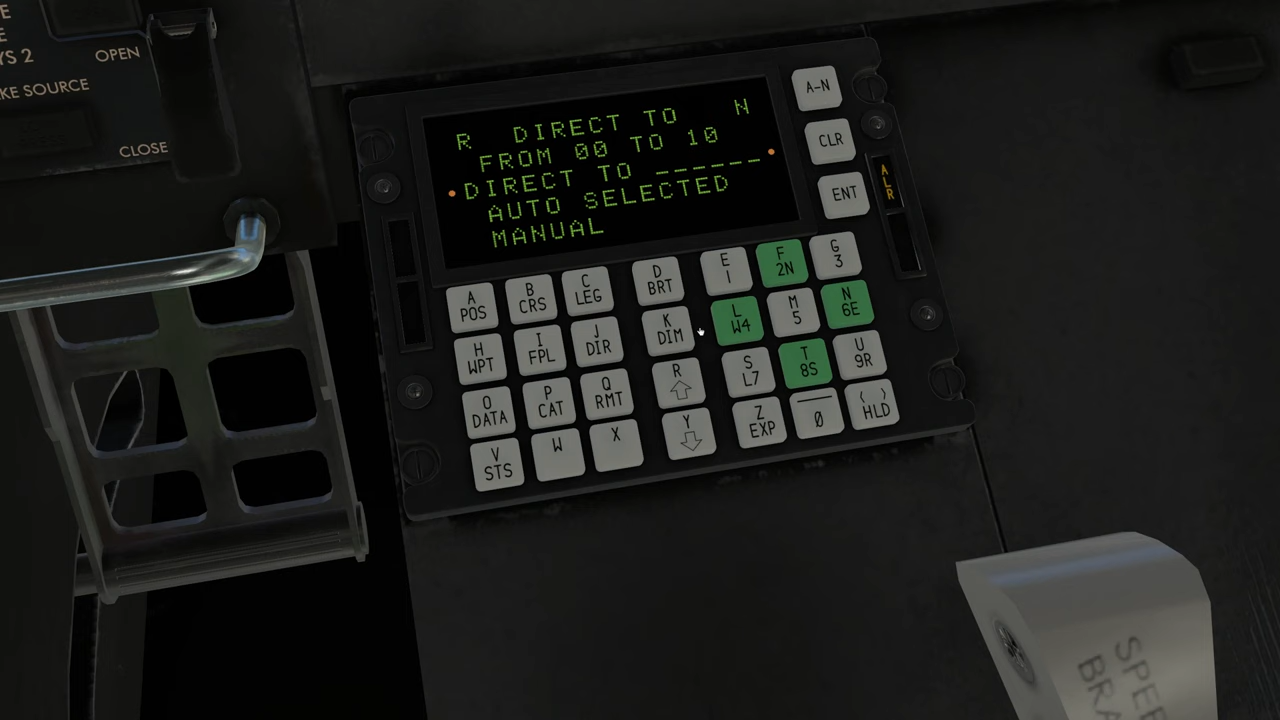 E
YS 2
OPEN
KE SOURCE
CLOSE
R DIRECT TO N
FROM 00 TO 10
DIRECT TO ------
AUTO SELECTED
MANUAL
A-N
CLR
ENT
ALR
A POS
B CRS
C LEG
D BRT
E 1
F 2N
G 3
H WPT
I FPL
J DIR
K DIM
L W4
M 5
N 6E
O DATA
P CAT
Q RMT
R
S L7
T 8S
U 9R
V STS
W
X
Y
Z EXP
— 0
( ) HLD
SPEE
BRA